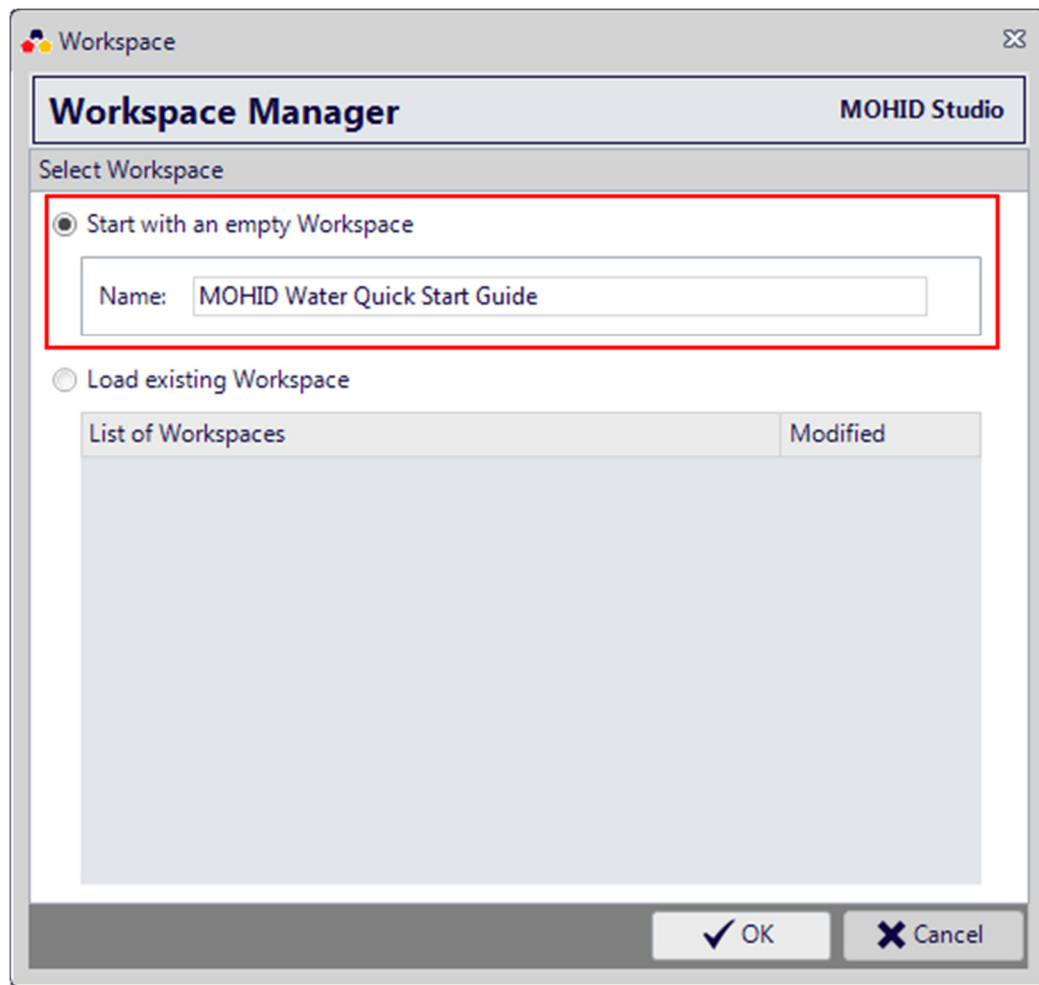 Workspace
Workspace Manager MOHID Studio
Select Workspace
Start with an empty Workspace
Name: MOHID Water Quick Start Guide
Load existing Workspace
List of Workspaces Modified
OK Cancel